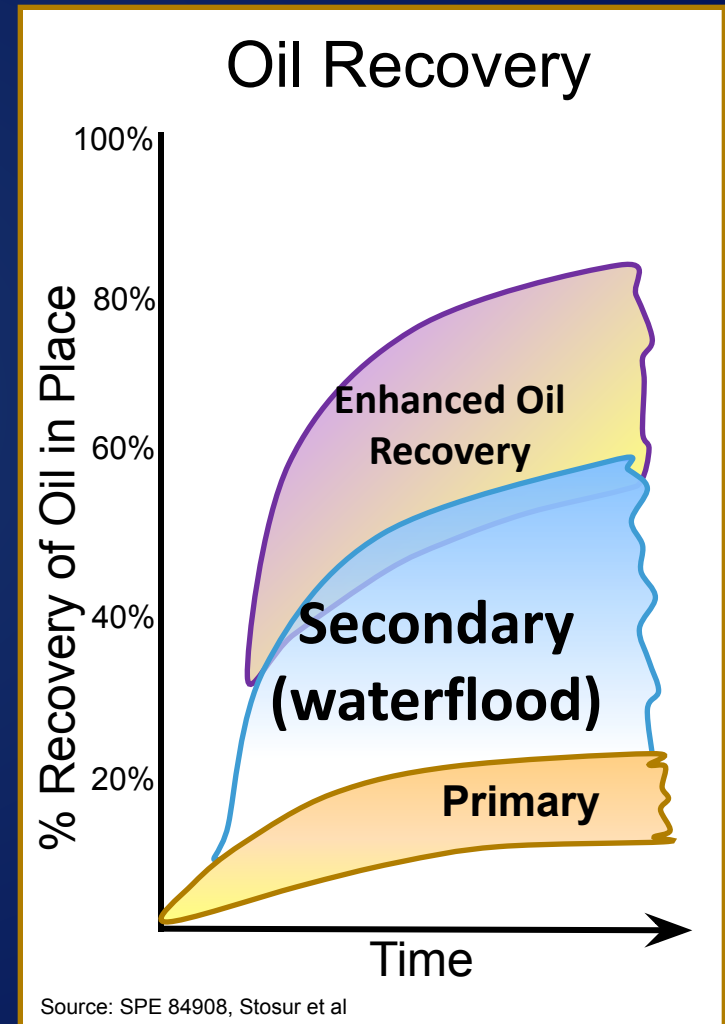 Oil Recovery
100%
80%
60%
40%
20%
% Recovery of Oil in Place
Enhanced Oil
Recovery
Secondary
(waterflood)
Primary
Time
Source: SPE 84908, Stosur et al